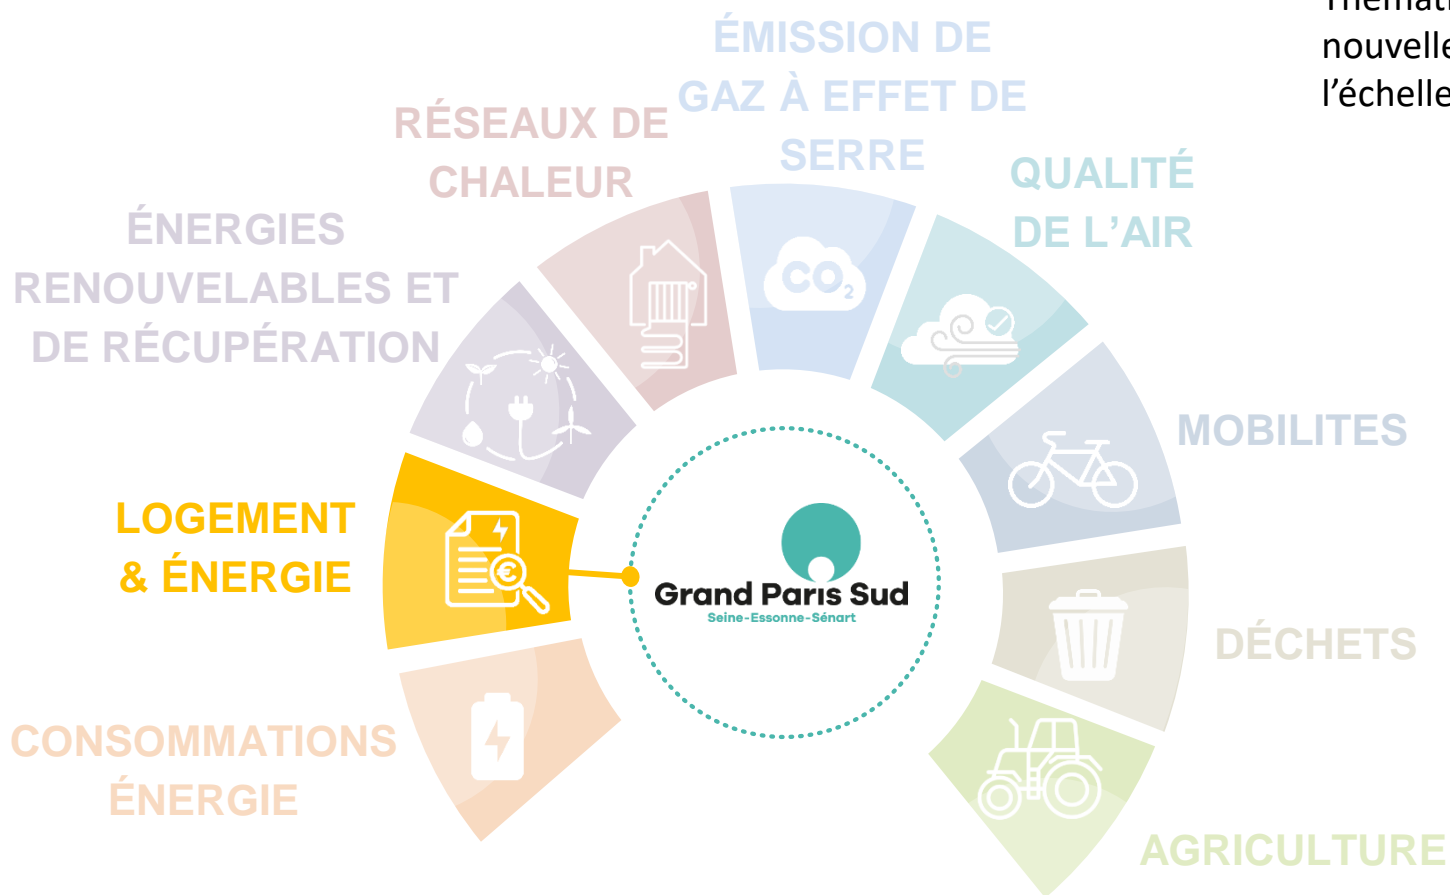 nouvelle
l'échelle
ÉMISSION DE
GAZ À EFFET DE
SERRE
RÉSEAUX DE
CHALEUR
QUALITÉ
DE L'AIR
ÉNERGIES
RENOUVELABLES ET
DE RÉCUPÉRATION
CO2
MOBILITES
LOGEMENT
& ÉNERGIE
€
Grand Paris Sud
Seine-Essonne-Sénart
DÉCHETS
CONSOMMATIONS
ÉNERGIE
AGRICULTURE